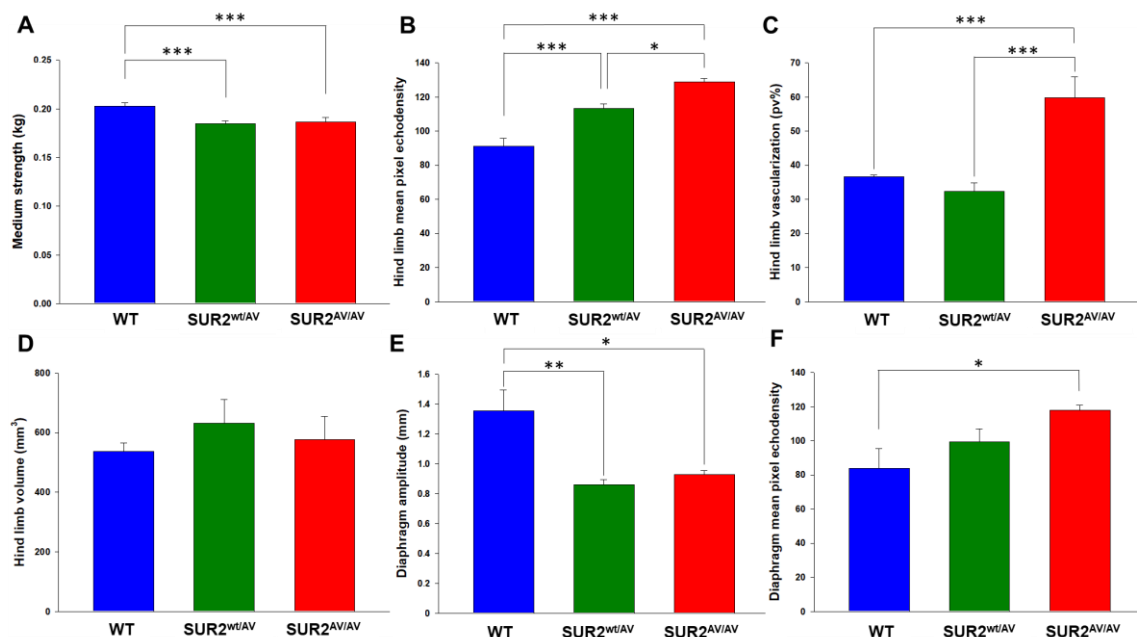 A
***
***
Medium strength (kg)
0.25
0.20
0.15
0.10
0.05
0.00
WT
SUR2wt/AV
SUR2AV/AV
B
***
***
*
Hind limb mean pixel echodensity
140
120
100
80
60
40
20
0
WT
SUR2wt/AV
SUR2AV/AV
C
***
***
Hind limb vascularization (pv%)
70
60
50
40
30
20
10
0
WT
SUR2wt/AV
SUR2AV/AV
D
Hind limb volume (mm3)
800
600
400
200
0
WT
SUR2wt/AV
SUR2AV/AV
E
*
**
Diaphragm amplitude (mm)
1.6
1.4
1.2
1.0
0.8
0.6
0.4
0.2
0
WT
SUR2wt/AV
SUR2AV/AV
F
*
Diaphragm mean pixel echodensity
140
120
100
80
60
40
20
0
WT
SUR2wt/AV
SUR2AV/AV